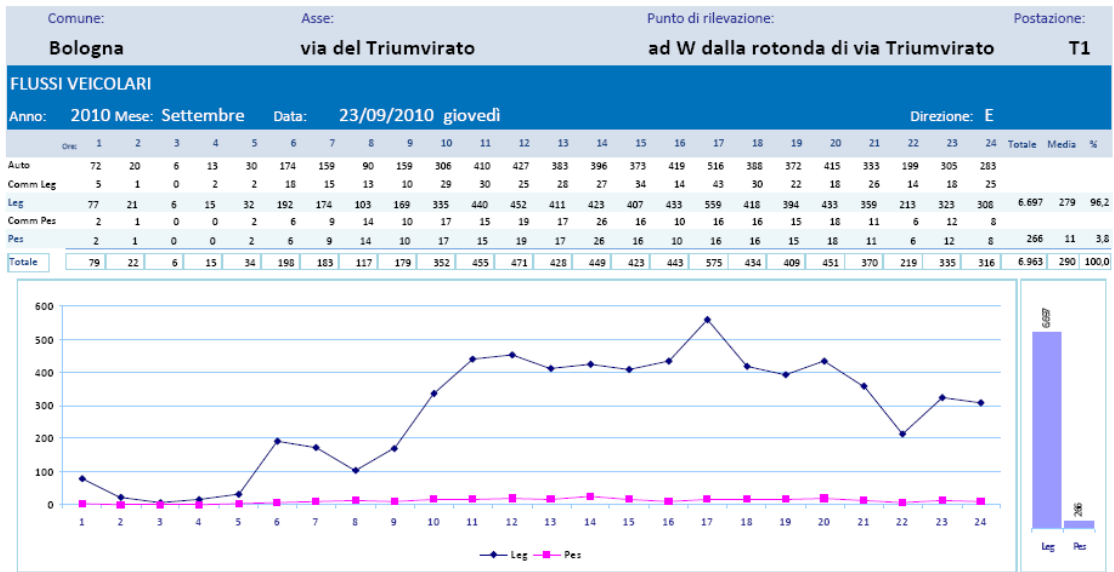 Comune: Asse: Punto di rilevazione: Postazione:
Bologna via del Triumvirato ad W dalla rotonda di via Triumvirato T1
FLUSSI VEICOLARI
Anno: 2010 Mese: Settembre Data: 23/09/2010 giovedì Direzione: E
Ore: 1 2 3 4 5 6 7 8 9 10 11 12 13 14 15 16 17 18 19 20 21 22 23 24 Totale Media %
Auto 72 20 6 13 30 174 159 90 159 306 410 427 383 396 373 419 516 388 372 415 333 199 305 283
Comm Leg 5 1 0 2 2 18 15 13 10 29 30 25 28 27 34 14 43 30 22 18 26 14 18 25
Leg 77 21 6 15 32 192 174 103 169 335 440 452 411 423 407 433 559 418 394 433 359 213 323 308 6.697 279 96,2
Comm Pes 2 1 0 0 2 6 9 14 10 17 15 19 17 26 16 10 16 16 15 18 11 6 12 8
Pes 2 1 0 0 2 6 9 14 10 17 15 19 17 26 16 10 16 16 15 18 11 6 12 8 266 11 3,8
Totale 79 22 6 15 34 198 183 117 179 352 455 471 428 449 423 443 575 434 409 451 370 219 335 316 6.963 290 100,0
600
500
400
300
200
100
0
1 2 3 4 5 6 7 8 9 10 11 12 13 14 15 16 17 18 19 20 21 22 23 24
Leg Pes
6.697
266
Leg Pes